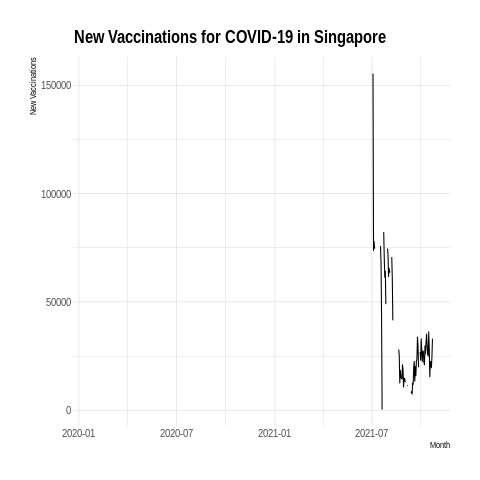 New Vaccinations for COVID-19 in Singapore
New Vaccinations
150000
100000
50000
0
2020-01 2020-07 2021-01 2021-07
Month